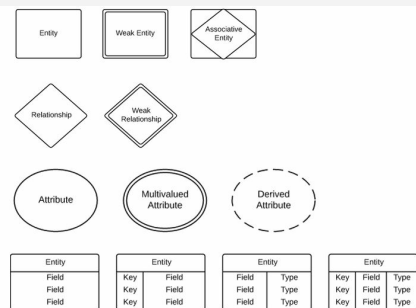 Entity
Weak Entity
Associative
Entity
Relationship
Weak
Relationship
Attribute
Multivalued
Attribute
Derived
Attribute
Entity
Field
Field
Field
Entity
Key Field
Key Field
Key Field
Entity
Field Type
Field Type
Field Type
Entity
Key Field Type
Key Field Type
Key Field Type